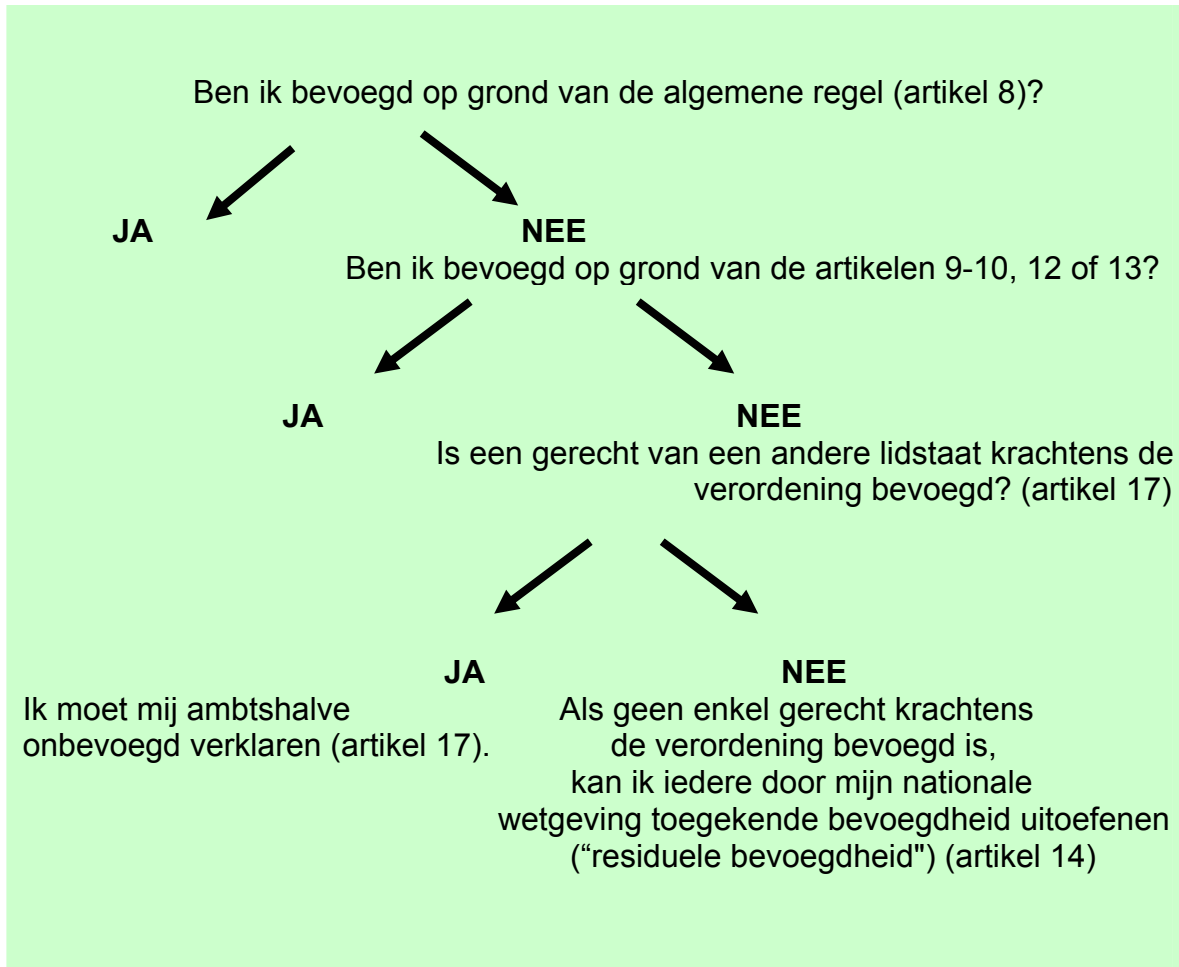 Ben ik bevoegd op grond van de algemene regel (artikel 8)?
JA
NEE
Ben ik bevoegd op grond van de artikelen 9-10, 12 of 13?
JA
NEE
Is een gerecht van een andere lidstaat krachtens de
verordening bevoegd? (artikel 17)
JA
Ik moet mij ambtshalve
onbevoegd verklaren (artikel 17).
NEE
Als geen enkel gerecht krachtens
de verordening bevoegd is,
kan ik iedere door mijn nationale
wetgeving toegekende bevoegdheid uitoefenen
(“residuele bevoegdheid") (artikel 14)